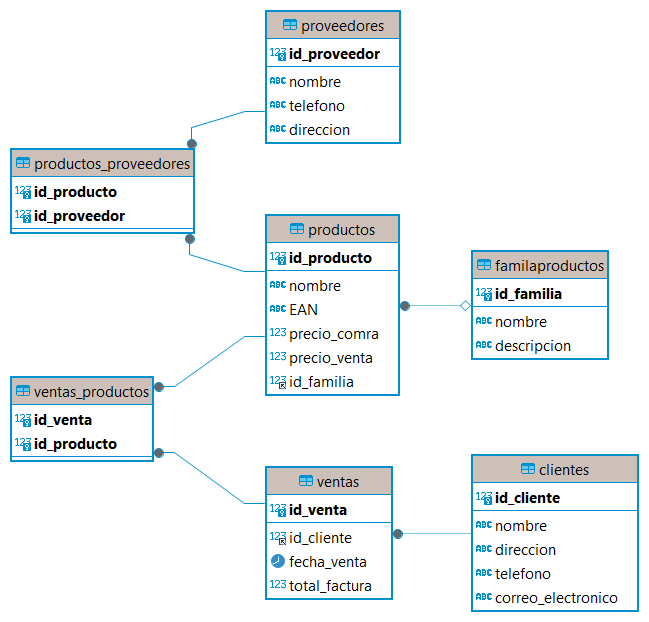 proveedores
123 id_proveedor
ABC nombre
ABC telefono
ABC direccion
productos_proveedores
123 id_producto
123 id_proveedor
productos
123 id_producto
ABC nombre
ABC EAN
123 precio_comra
123 precio_venta
123 id_familia
familaproductos
123 id_familia
ABC nombre
ABC descripcion
ventas_productos
123 id_venta
123 id_producto
ventas
123 id_venta
123 id_cliente
fecha_venta
123 total_factura
clientes
123 id_cliente
ABC nombre
ABC direccion
ABC telefono
ABC correo_electronico